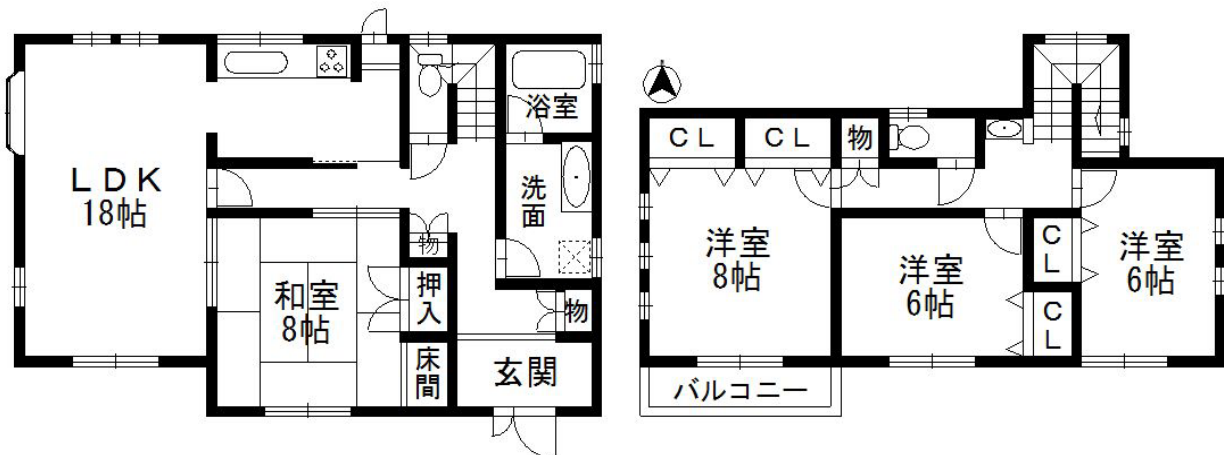 浴室
LDK
18帖
洗
面
物
和室
8帖
押
入
床
間
物
玄関
CL
CL
物
洋室
8帖
洋室
6帖
C
L
C
L
洋室
6帖
バルコニー